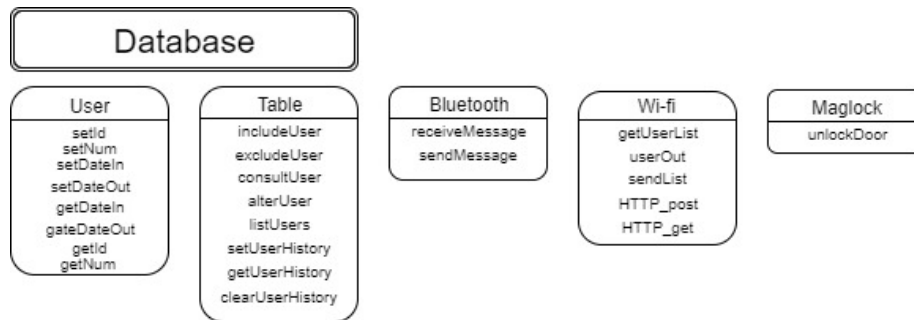 Database
User
setId
setNum
setDateIn
setDateOut
getDateIn
gateDateOut
getId
getNum
Table
includeUser
excludeUser
consultUser
alterUser
listUsers
setUserHistory
getUserHistory
clearUserHistory
Bluetooth
receiveMessage
sendMessage
Wi-fi
getUserList
userOut
sendList
HTTP_post
HTTP_get
Maglock
unlockDoor